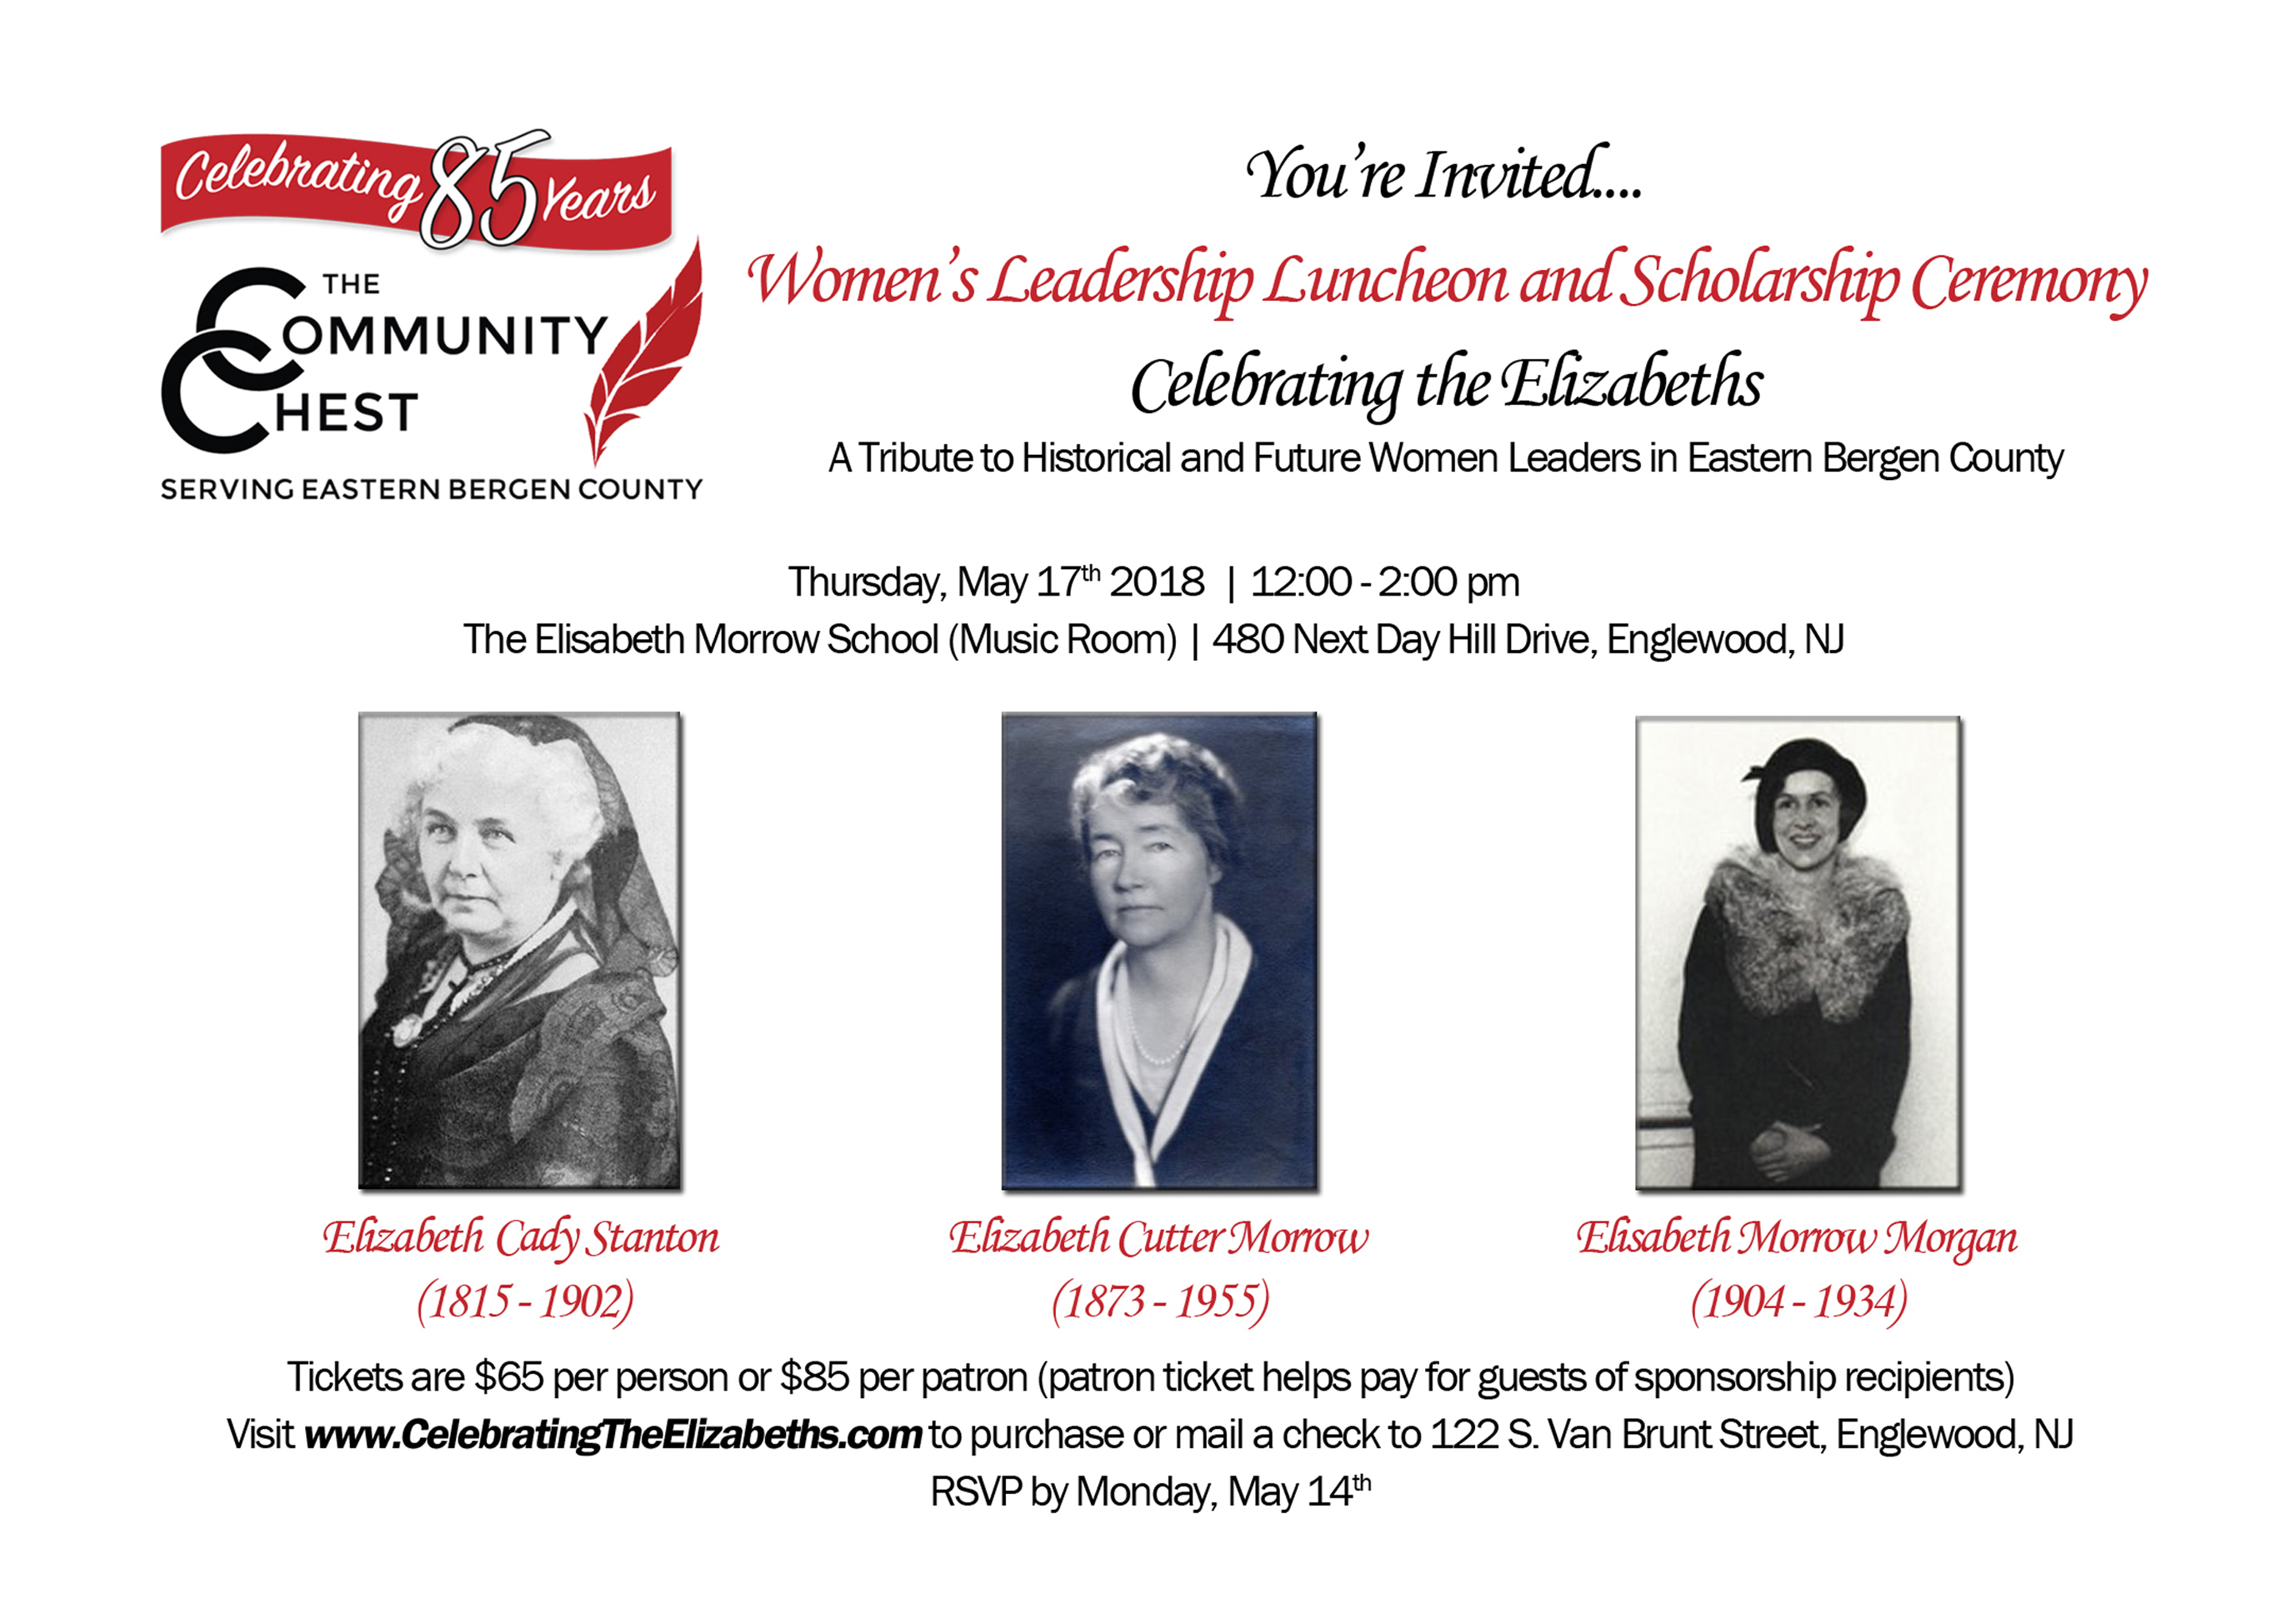 Celebrating 85 Years
THE
COMMUNITY
CHEST
SERVING EASTERN BERGEN COUNTY
You're Invited....
Women's Leadership Luncheon and Scholarship Ceremony
Celebrating the Elizabeths
A Tribute to Historical and Future Women Leaders in Eastern Bergen County
Thursday, May 17th 2018 | 12:00 - 2:00 pm
The Elisabeth Morrow School (Music Room) | 480 Next Day Hill Drive, Englewood, NJ
Elizabeth Cady Stanton
(1815 - 1902)
Elizabeth Cutter Morrow
(1873 - 1955)
Elisabeth Morrow Morgan
(1904 - 1934)
Tickets are $65 per person or $85 per patron (patron ticket helps pay for guests of sponsorship recipients)
Visit www.CelebratingTheElizabeths.com to purchase or mail a check to 122 S. Van Brunt Street, Englewood, NJ
RSVP by Monday, May 14th